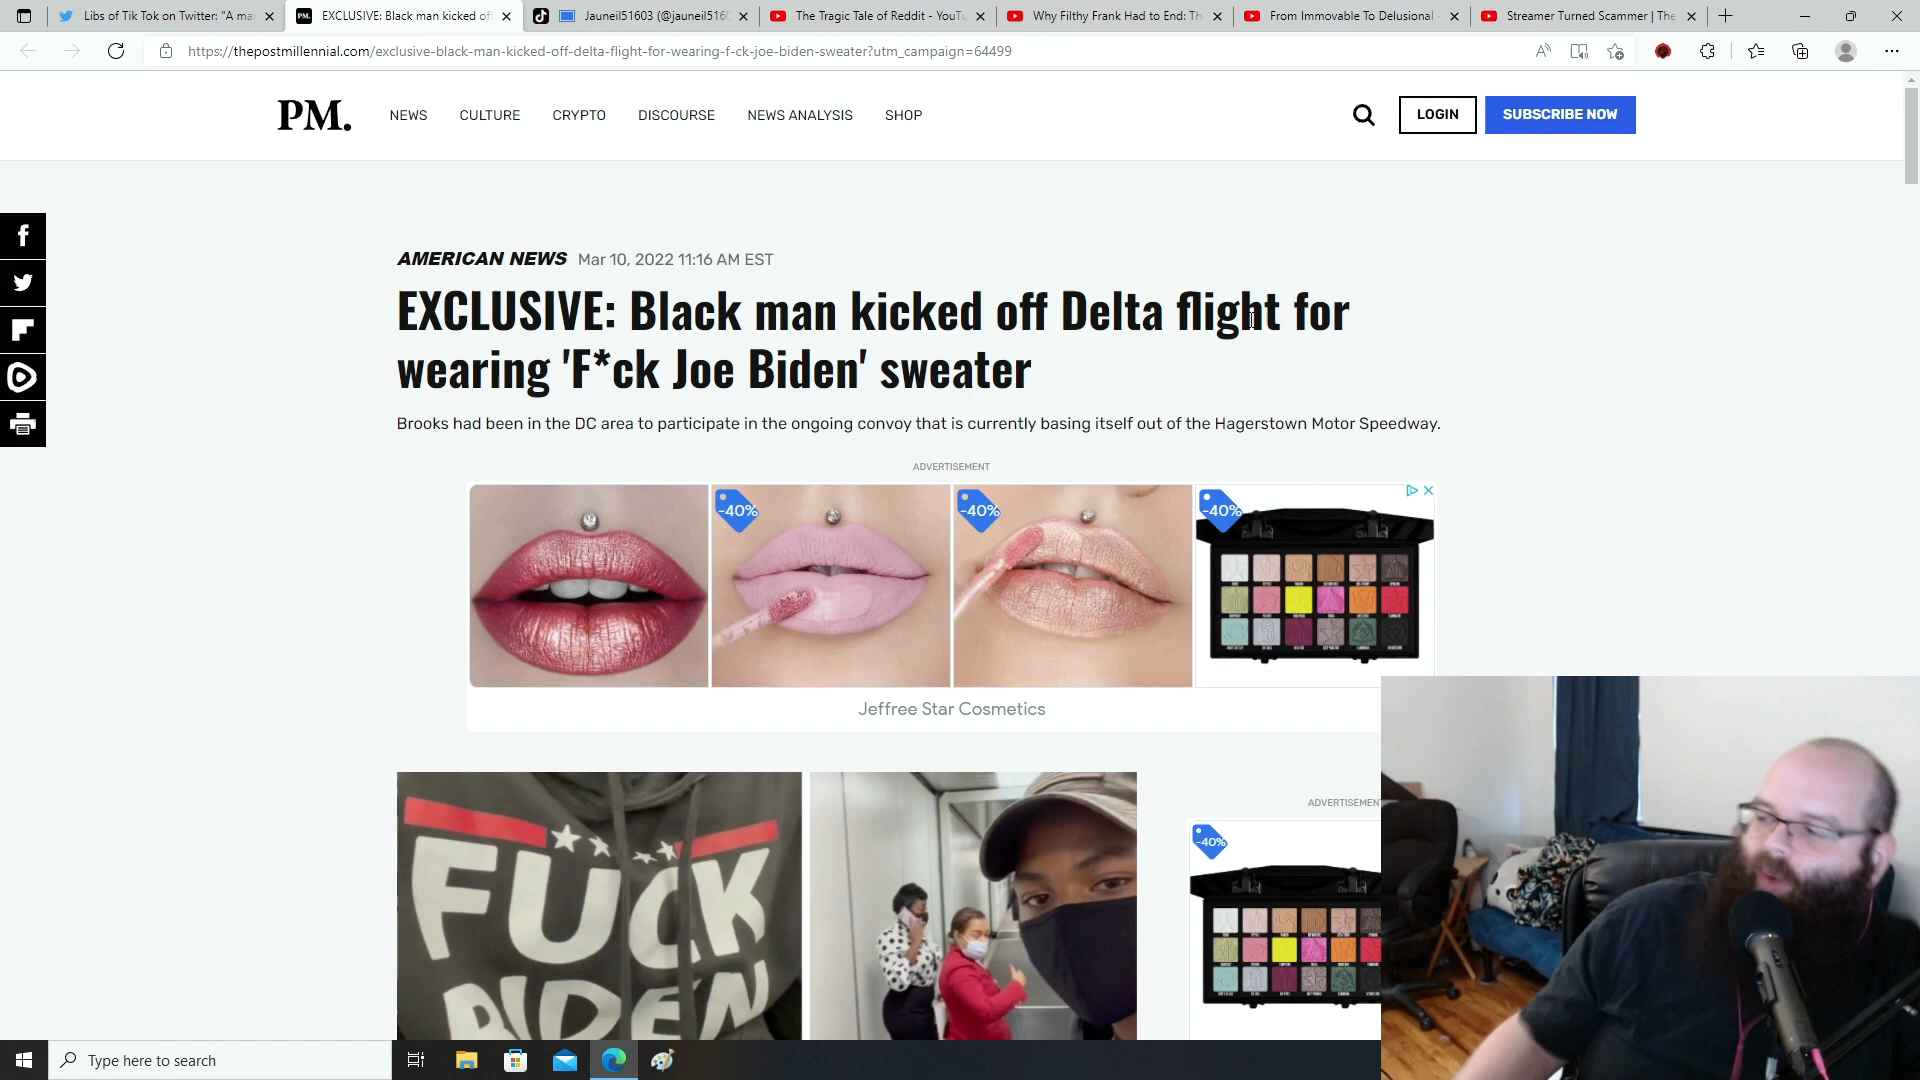 Libs of Tik Tok on Twitter: "A ma
PM. EXCLUSIVE: Black man kicked of
Jauneil51603 (@jauneil516
The Tragic Tale of Reddit - YouTu
Why Filthy Frank Had to End: Th
From Immovable To Delusional -
Streamer Turned Scammer | The
https://thepostmillennial.com/exclusive-black-man-kicked-off-delta-flight-for-wearing-f-ck-joe-biden-sweater?utm_campaign=64499
PM.
NEWS
CULTURE
CRYPTO
DISCOURSE
NEWS ANALYSIS
SHOP
LOGIN
SUBSCRIBE NOW
AMERICAN NEWS Mar 10, 2022 11:16 AM EST
EXCLUSIVE: Black man kicked off Delta flight for
wearing 'F*ck Joe Biden' sweater
Brooks had been in the DC area to participate in the ongoing convoy that is currently basing itself out of the Hagerstown Motor Speedway.
ADVERTISEMENT
-40%
-40%
-40%
Jeffree Star Cosmetics
ADVERTISEMEN
-40%
FUCK
BIDEN
Type here to search